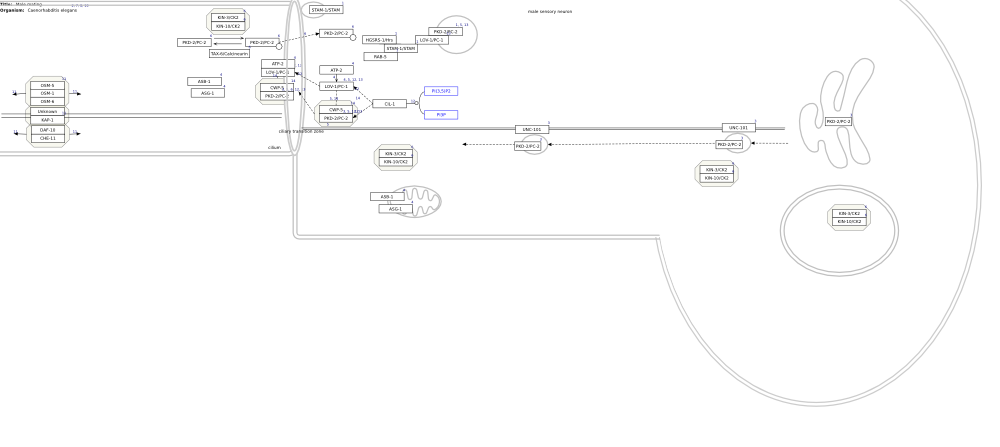 Title: Male mating
Organism: Caenorhabditis elegans
male sensory neuron
STAM-1/STAM
KIN-3/CK2
KIN-10/CK2
PKD-2/PC-2
PKD-2/PC-2
TAX-6/Calcineurin
PKD-2/PC-2
PKD-2/PC-2
HGSRS-1/Hrs
LOV-1/PC-1
STAM-1/STAM
RAB-5
ATP-2
LOV-1/PC-1
ATP-2
LOV-1/PC-1
ASB-1
ASG-1
CWP-5
PKD-2/PC-2
CIL-1
PI(3,5)P2
PI3P
CWP-5
PKD-2/PC-2
OSM-5
OSM-1
OSM-6
Unknown
KAP-1
DAF-10
CHE-11
ciliary transition zone
cilium
UNC-101
PKD-2/PC-2
UNC-101
PKD-2/PC-2
PKD-2/PC-2
KIN-3/CK2
KIN-10/CK2
KIN-3/CK2
KIN-10/CK2
ASB-1
ASG-1
KIN-3/CK2
KIN-10/CK2